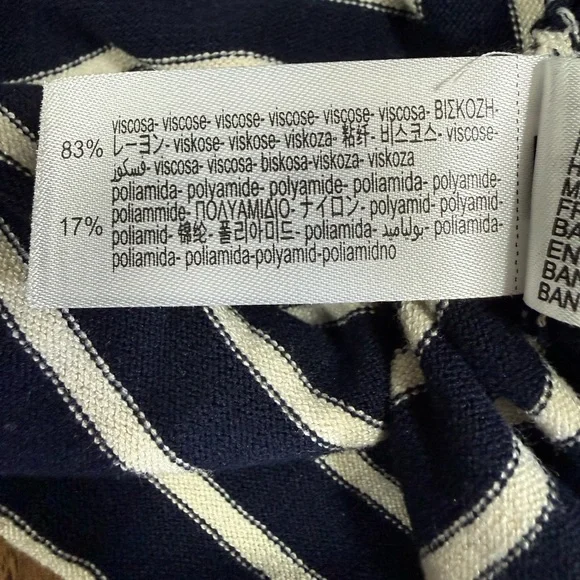 viscosa- viscose- viscose- viscose- viscose- viscosa- ΒΙΣΚΟΖΗ-
83% レーヨン- viskose- viskose- viskoza- 粘纤- 비스코스- viscose-
فسكوز- viscosa- viscosa- biskosa-viskoza- viskoza
poliamida- polyamide- polyamide- poliamida- polyamide-
17% poliammide- ΠΟΛΥΑΜΙΔΙΟ- ナイロン- polyamid- polyamid-
poliamid- 锦纶- 폴리아미드- poliamida- بولياميد- poliamida-
poliamida- poliamida-polyamid-poliamidno
BA
EN
BAN
BAN